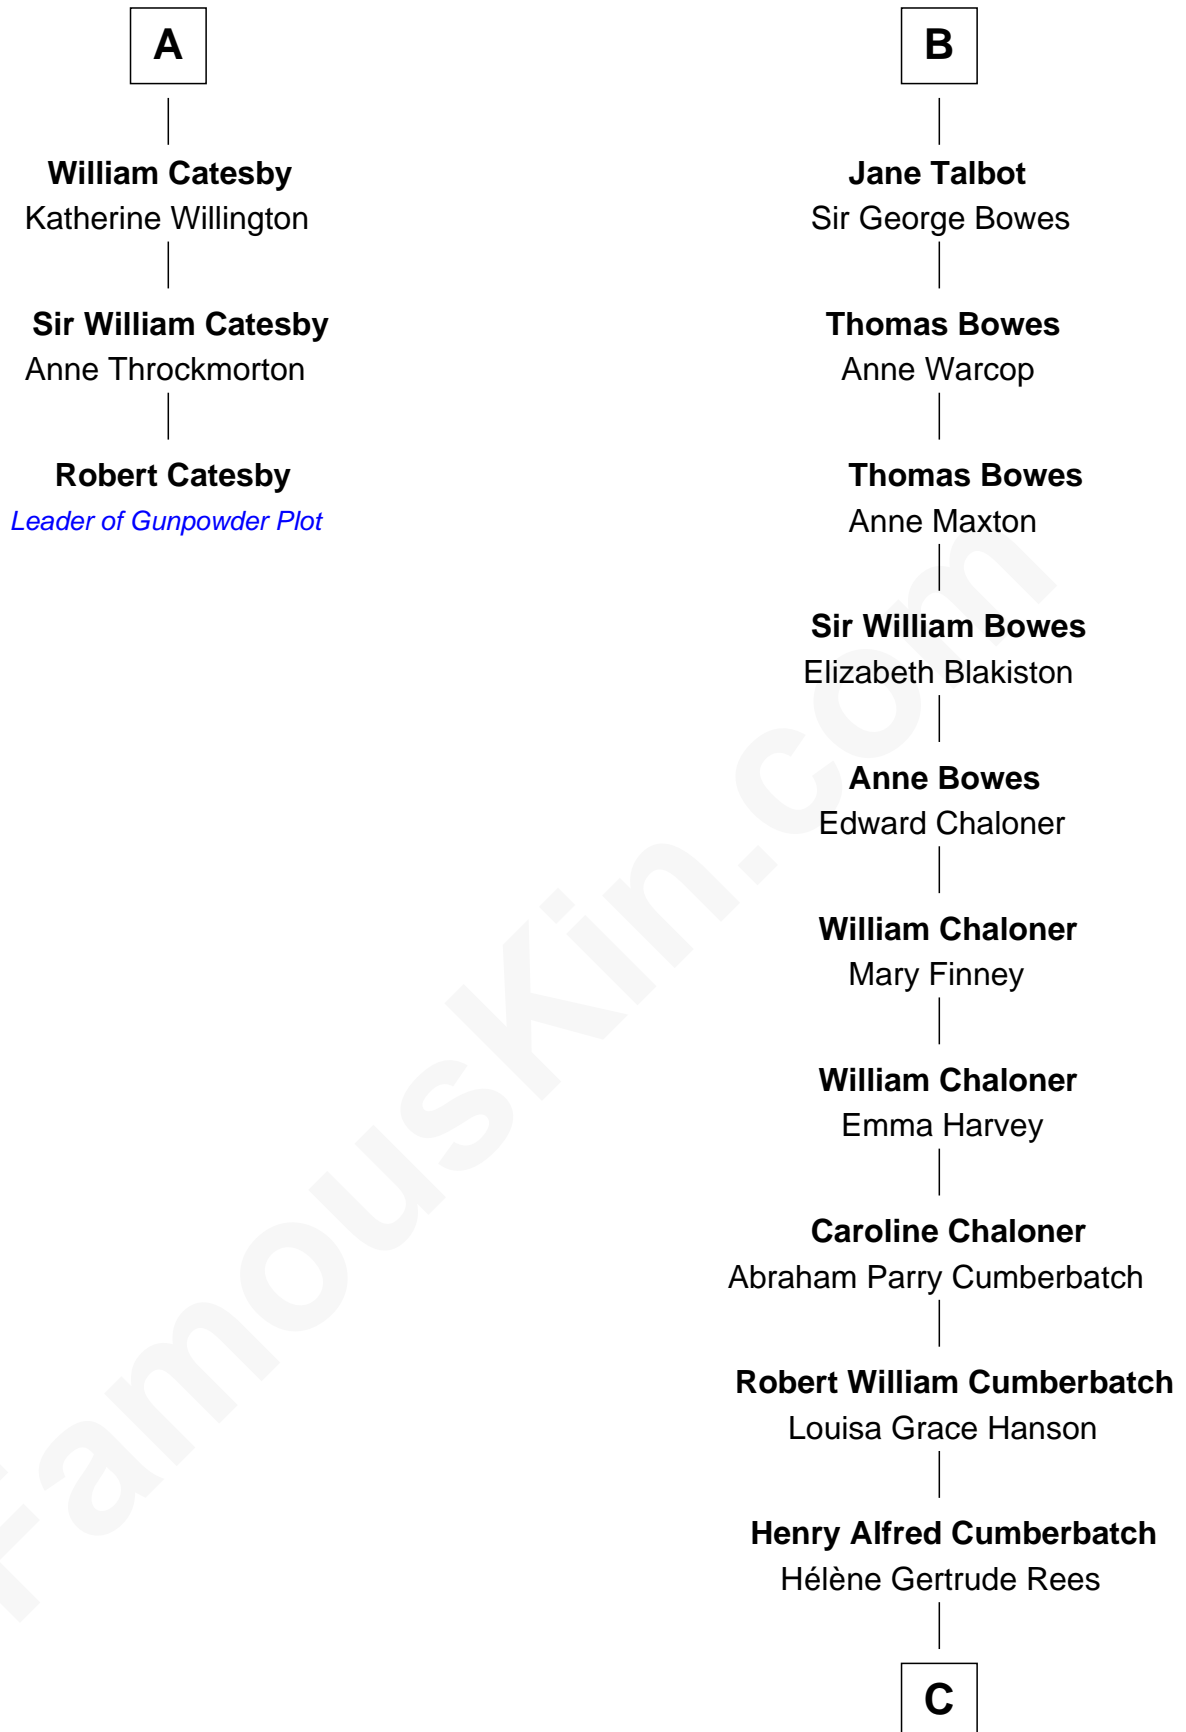 A
William Catesby
Katherine Willington
Sir William Catesby
Anne Throckmorton
Robert Catesby
Leader of Gunpowder Plot
B
Jane Talbot
Sir George Bowes
Thomas Bowes
Anne Warcop
Thomas Bowes
Anne Maxton
Sir William Bowes
Elizabeth Blakiston
Anne Bowes
Edward Chaloner
William Chaloner
Mary Finney
William Chaloner
Emma Harvey
Caroline Chaloner
Abraham Parry Cumberbatch
Robert William Cumberbatch
Louisa Grace Hanson
Henry Alfred Cumberbatch
Hélène Gertrude Rees
C
FamousKin.com